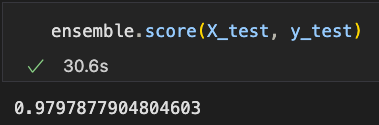 ensemble.score(X_test, y_test)
30.6s
0.9797877904804603